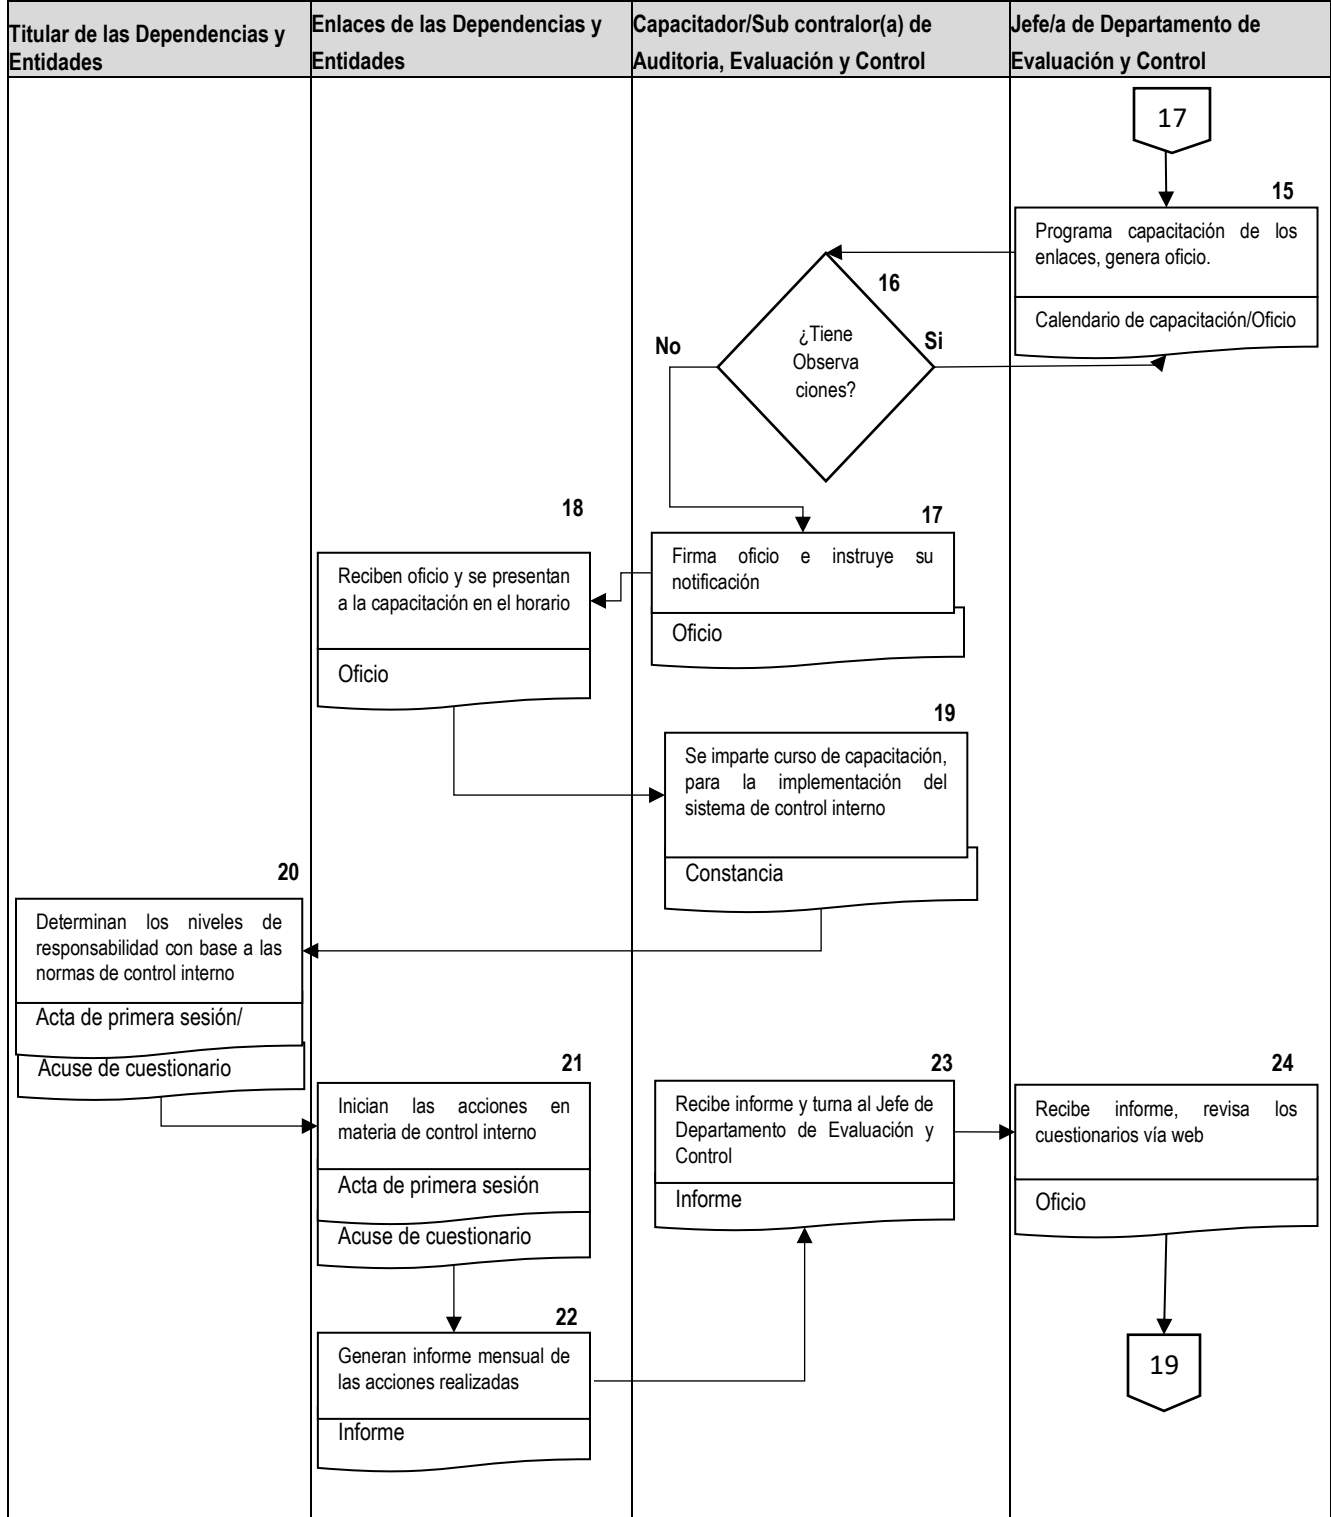 Titular de las Dependencias y
Entidades
Enlaces de las Dependencias y
Entidades
Capacitador/Sub contralor(a) de
Auditoria, Evaluación y Control
Jefe/a de Departamento de
Evaluación y Control
17
15
Programa capacitación de los
enlaces, genera oficio.
Calendario de capacitación/Oficio
16
¿Tiene
Observa
ciones?
No
Si
17
Firma oficio e instruye su
notificación
Oficio
18
Reciben oficio y se presentan
a la capacitación en el horario
Oficio
19
Se imparte curso de capacitación,
para la implementación del
sistema de control interno
Constancia
20
Determinan los niveles de
responsabilidad con base a las
normas de control interno
Acta de primera sesión/
Acuse de cuestionario
21
Inician las acciones en
materia de control interno
Acta de primera sesión
Acuse de cuestionario
22
Generan informe mensual de
las acciones realizadas
Informe
23
Recibe informe y turna al Jefe de
Departamento de Evaluación y
Control
Informe
24
Recibe informe, revisa los
cuestionarios vía web
Oficio
19